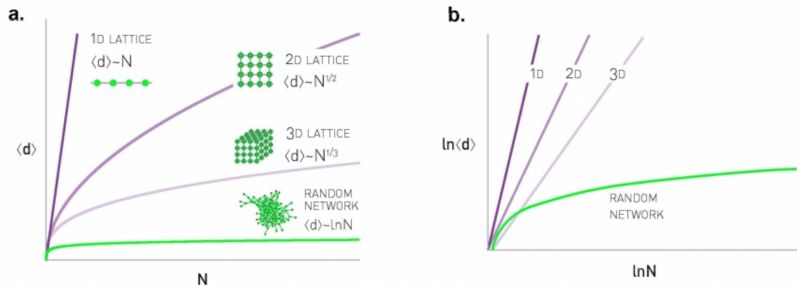 a.
1D LATTICE
⟨d⟩~N
2D LATTICE
⟨d⟩~N^1/2
3D LATTICE
⟨d⟩~N^1/3
RANDOM
NETWORK
⟨d⟩~lnN
⟨d⟩
N
b.
1D 2D 3D
ln⟨d⟩
RANDOM
NETWORK
lnN